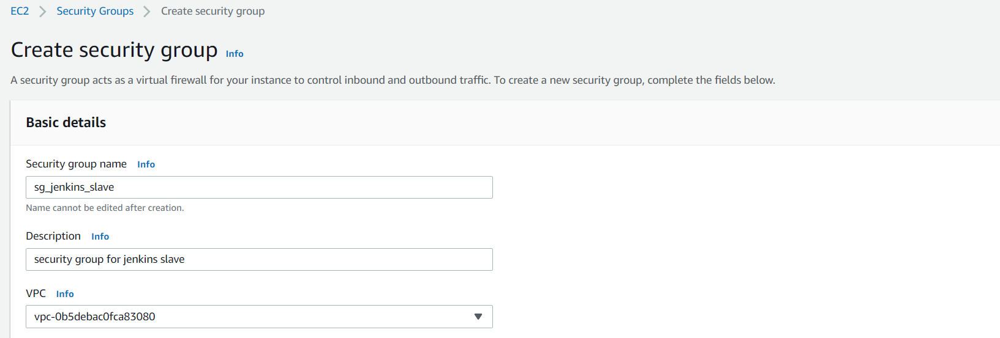 EC2 > Security Groups > Create security group
Create security group Info
A security group acts as a virtual firewall for your instance to control inbound and outbound traffic. To create a new security group, complete the fields below.
Basic details
Security group name Info
sg_jenkins_slave
Name cannot be edited after creation.
Description Info
security group for jenkins slave
VPC Info
vpc-0b5debac0fca83080